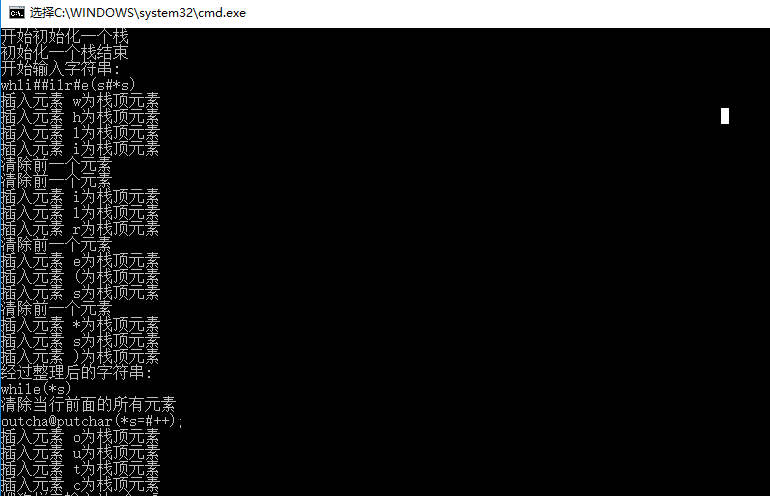 选择C:\WINDOWS\system32\cmd.exe
开始初始化一个栈
初始化一个栈结束
开始输入字符串:
whli##ilr#e(s#*s)
插入元素 w为栈顶元素
插入元素 h为栈顶元素
插入元素 l为栈顶元素
插入元素 i为栈顶元素
清除前一个元素
清除前一个元素
插入元素 i为栈顶元素
插入元素 l为栈顶元素
插入元素 r为栈顶元素
清除前一个元素
插入元素 e为栈顶元素
插入元素 (为栈顶元素
插入元素 s为栈顶元素
清除前一个元素
插入元素 *为栈顶元素
插入元素 s为栈顶元素
插入元素 )为栈顶元素
经过整理后的字符串:
while(*s)
清除当行前面的所有元素
outcha@putchar(*s=#++);
插入元素 o为栈顶元素
插入元素 u为栈顶元素
插入元素 t为栈顶元素
插入元素 c为栈顶元素